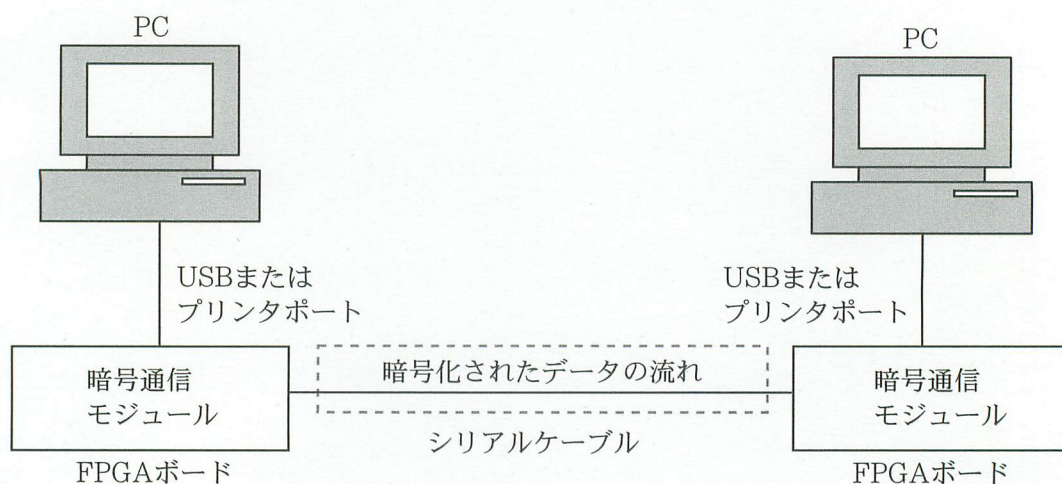 PC
PC
USBまたは
プリンタポート
USBまたは
プリンタポート
暗号通信
モジュール
暗号化されたデータの流れ
暗号通信
モジュール
シリアルケーブル
FPGAボード
FPGAボード